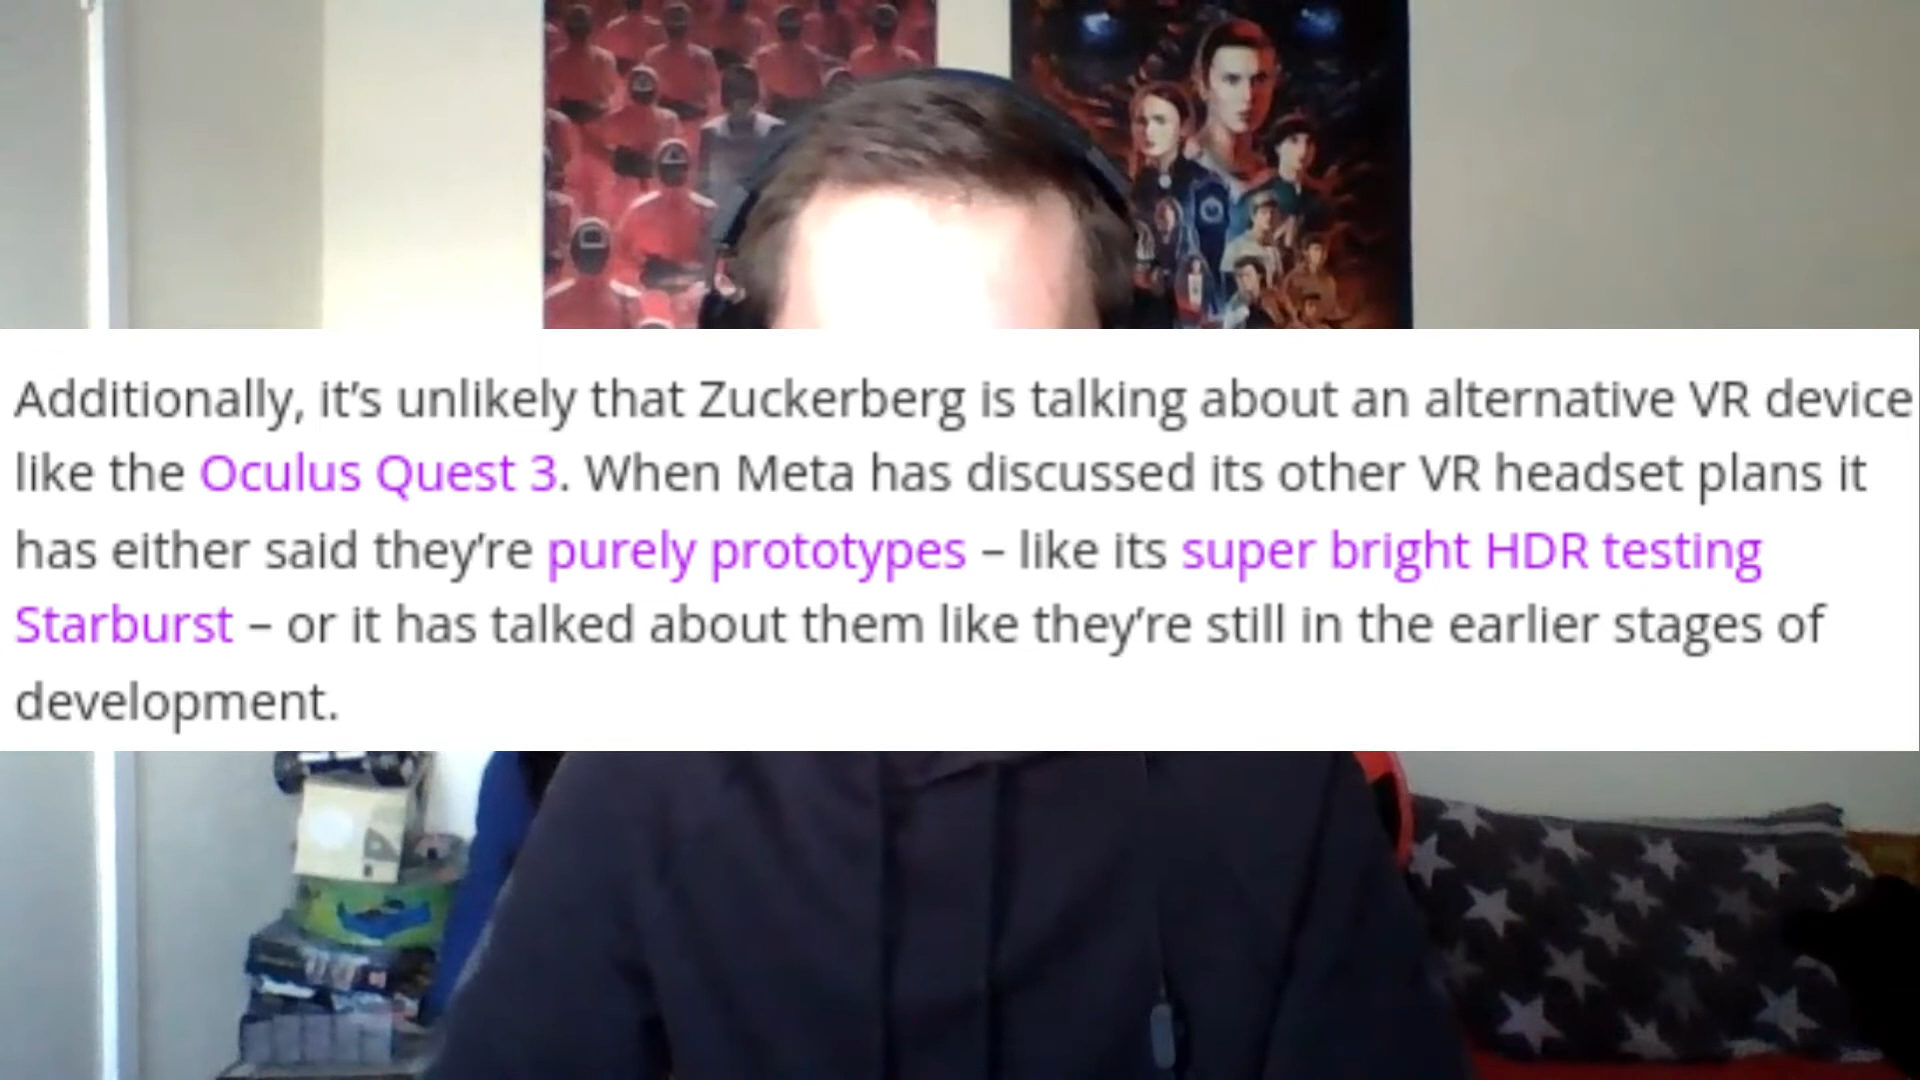 Additionally, it’s unlikely that Zuckerberg is talking about an alternative VR device
like the Oculus Quest 3. When Meta has discussed its other VR headset plans it
has either said they’re purely prototypes – like its super bright HDR testing
Starburst – or it has talked about them like they’re still in the earlier stages of
development.